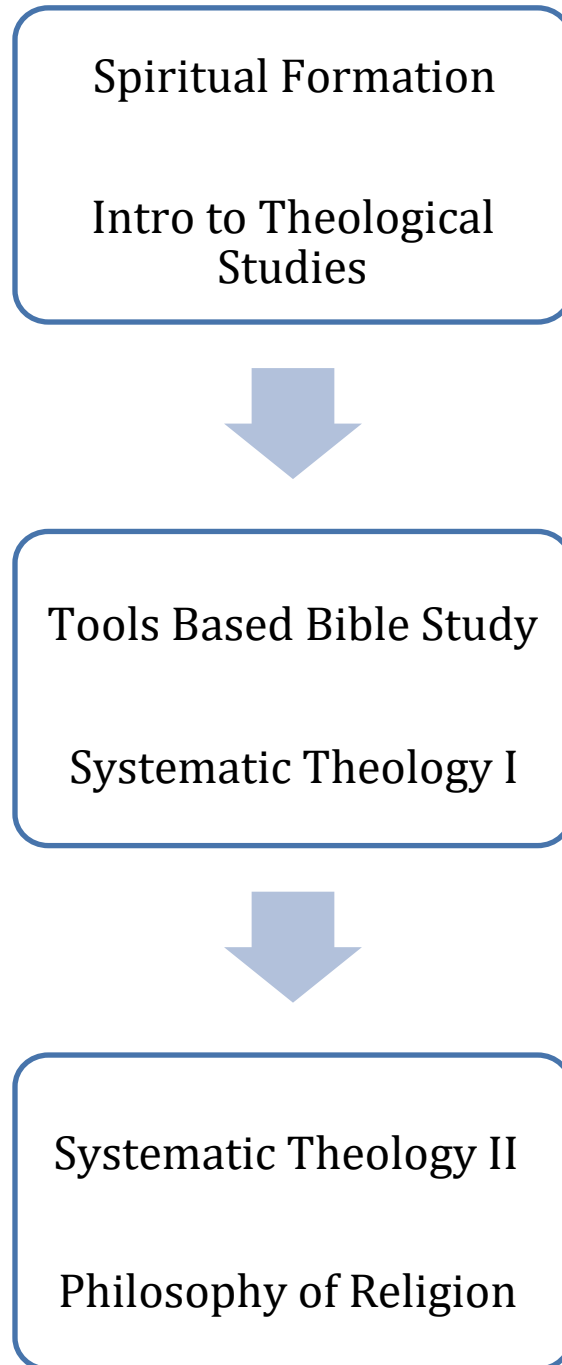 Spiritual Formation
Intro to Theological
Studies
Tools Based Bible Study
Systematic Theology I
Systematic Theology II
Philosophy of Religion